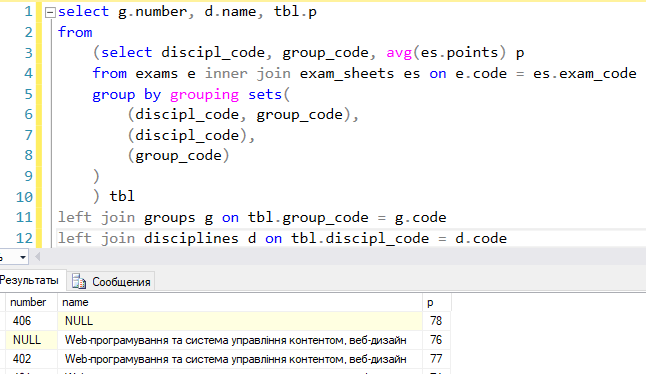 1 select g.number, d.name, tbl.p
2 from
3 (select discipl_code, group_code, avg(es.points) p
4 from exams e inner join exam_sheets es on e.code = es.exam_code
5 group by grouping sets(
6 (discipl_code, group_code),
7 (discipl_code),
8 (group_code)
9 )
10 ) tbl
11 left join groups g on tbl.group_code = g.code
12 left join disciplines d on tbl.discipl_code = d.code
Результаты Сообщения
number name p
406 NULL 78
NULL Web-програмування та система управління контентом, веб-дизайн 76
402 Web-програмування та система управління контентом, веб-дизайн 77